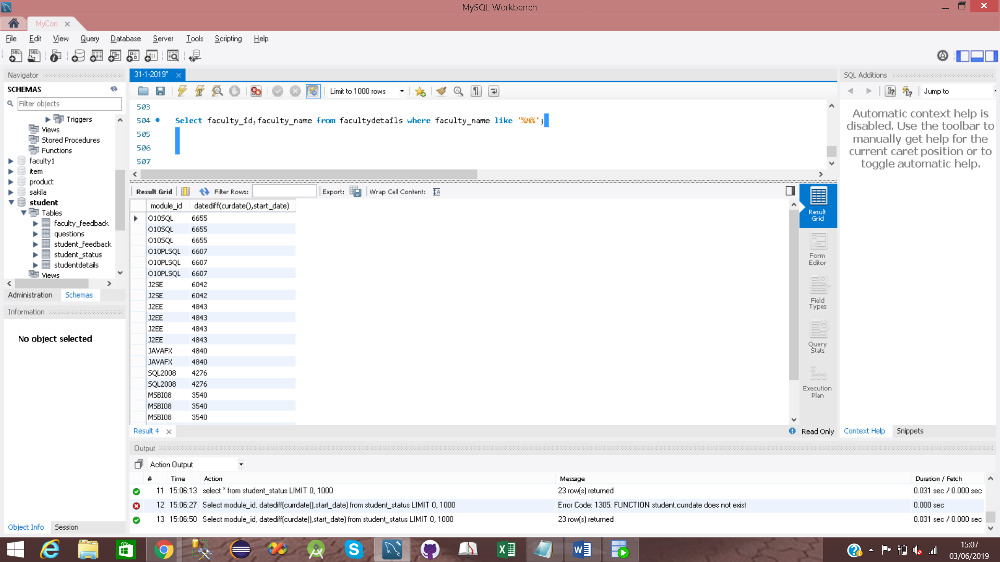 MySQL Workbench
MyCon
File Edit View Query Database Server Tools Scripting Help
Navigator
SCHEMAS
Filter objects
Triggers
Views
Stored Procedures
Functions
faculty1
item
product
sakila
student
Tables
faculty_feedback
questions
student_feedback
student_status
studentdetails
Views
Administration Schemas
Information
No object selected
Object Info Session
31-1-2019*
Limit to 1000 rows
503
504 Select faculty_id,faculty_name from facultydetails where faculty_name like '%M%';
505
506
507
Result Grid Filter Rows: Export: Wrap Cell Content:
module_id datediff(curdate(),start_date)
O10SQL 6655
O10SQL 6655
O10SQL 6655
O10PLSQL 6607
O10PLSQL 6607
O10PLSQL 6607
J2SE 6042
J2SE 6042
J2EE 4843
J2EE 4843
J2EE 4843
J2EE 4843
JAVAFX 4840
JAVAFX 4840
SQL2008 4276
SQL2008 4276
MSBI08 3540
MSBI08 3540
MSBI08 3540
Result 4
Read Only
Result
Grid
Form
Editor
Field
Types
Query
Stats
Execution
Plan
SQL Additions
Jump to
Automatic context help is
disabled. Use the toolbar to
manually get help for the
current caret position or to
toggle automatic help.
Context Help Snippets
Output
Action Output
# Time Action Message Duration / Fetch
11 15:06:13 select * from student_status LIMIT 0, 1000 23 row(s) returned 0.031 sec / 0.000 sec
12 15:06:27 Select module_id, datediff(currdate(),start_date) from student_status LIMIT 0, 1000 Error Code: 1305. FUNCTION student.currdate does not exist 0.000 sec
13 15:06:50 Select module_id, datediff(curdate(),start_date) from student_status LIMIT 0, 1000 23 row(s) returned 0.031 sec / 0.000 sec
15:07
03/06/2019